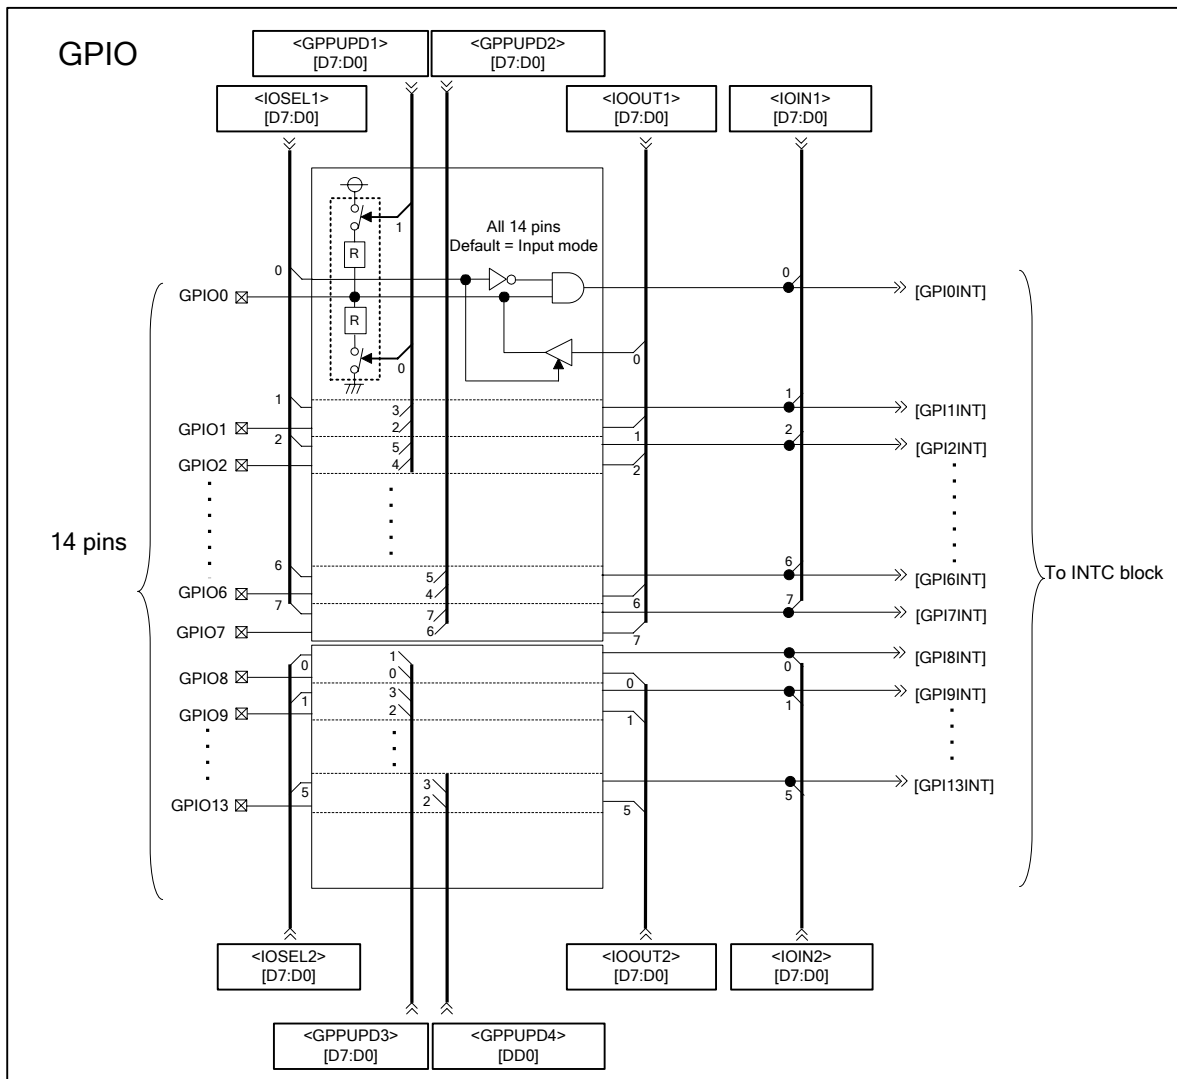 GPIO
<GPPUPD1>
[D7:D0]
<GPPUPD2>
[D7:D0]
<IOSEL1>
[D7:D0]
<IOOUT1>
[D7:D0]
<IOIN1>
[D7:D0]
1
All 14 pins
Default = Input mode
R
0
0
GPIO0
[GPI0INT]
R
0
0
1
3
1
[GPI1INT]
GPIO1
2
1
2
2
5
[GPI2INT]
GPIO2
4
2
14 pins
To INTC block
6
5
6
[GPI6INT]
GPIO6
4
6
7
7
7
[GPI7INT]
GPIO7
6
7
0
1
[GPI8INT]
GPIO8
0
0
0
1
3
1
[GPI9INT]
GPIO9
2
1
5
3
[GPI13INT]
GPIO13
2
5
5
<IOSEL2>
[D7:D0]
<IOOUT2>
[D7:D0]
<IOIN2>
[D7:D0]
<GPPUPD3>
[D7:D0]
<GPPUPD4>
[DD0]